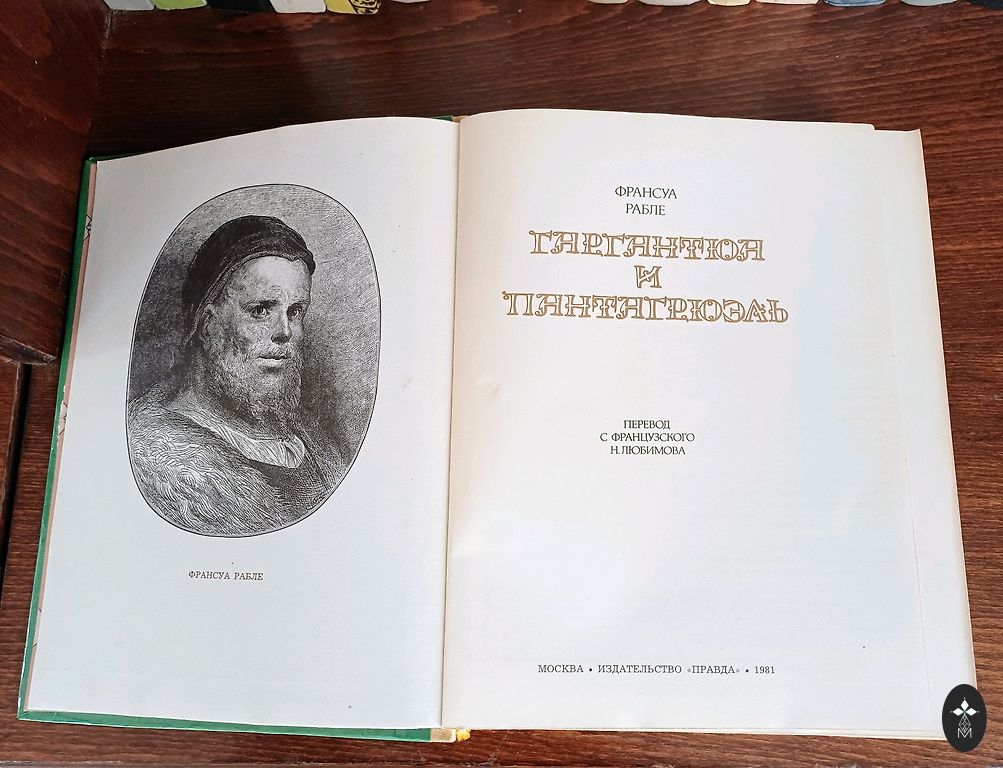 ФРАНСУА РАБЛЕ
ФРАНСУА
РАБЛЕ
ГАРГАНТЮА
И
ПАНТАГРЮЭЛЬ
ПЕРЕВОД
С ФРАНЦУЗСКОГО
Н. ЛЮБИМОВА
МОСКВА • ИЗДАТЕЛЬСТВО «ПРАВДА» • 1981
M